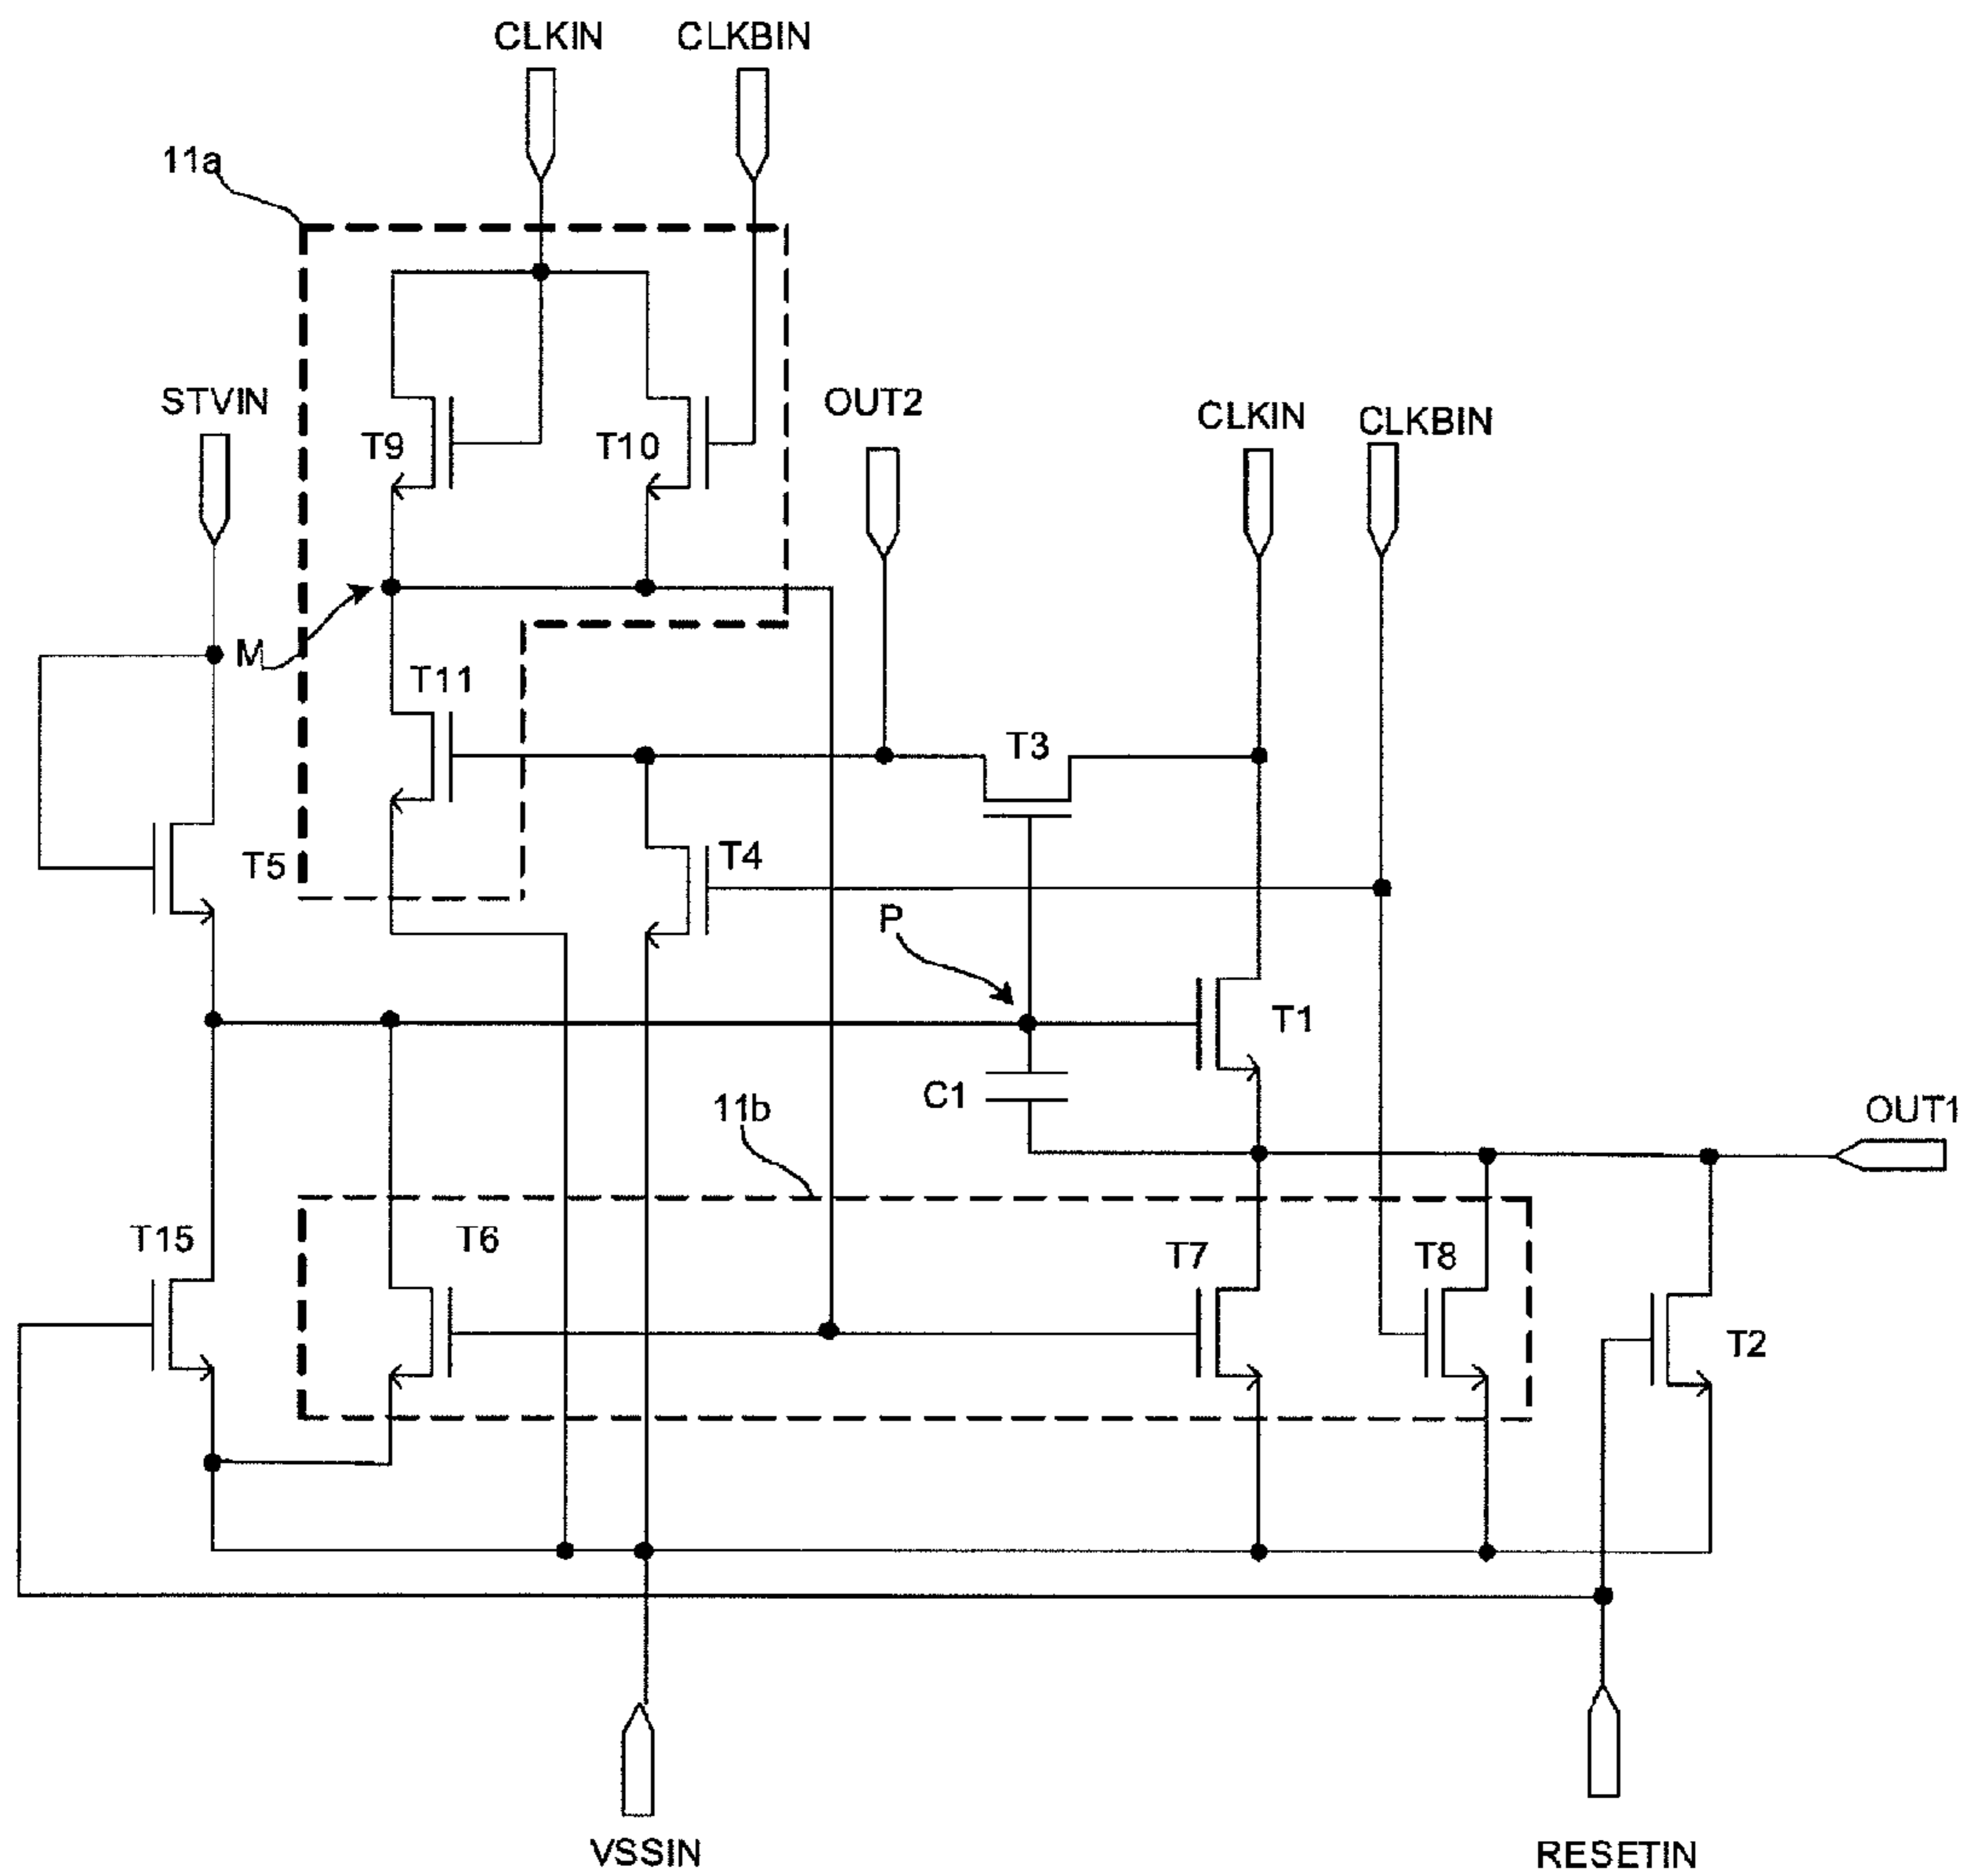 CLKIN CLKBIN
11a
STVIN T9 T10 OUT2 CLKIN CLKBIN
M
T11
T3
T5 T4
P
T1
C1
11b OUT1
T15 T6 T7 T8
T2
VSSIN RESETIN